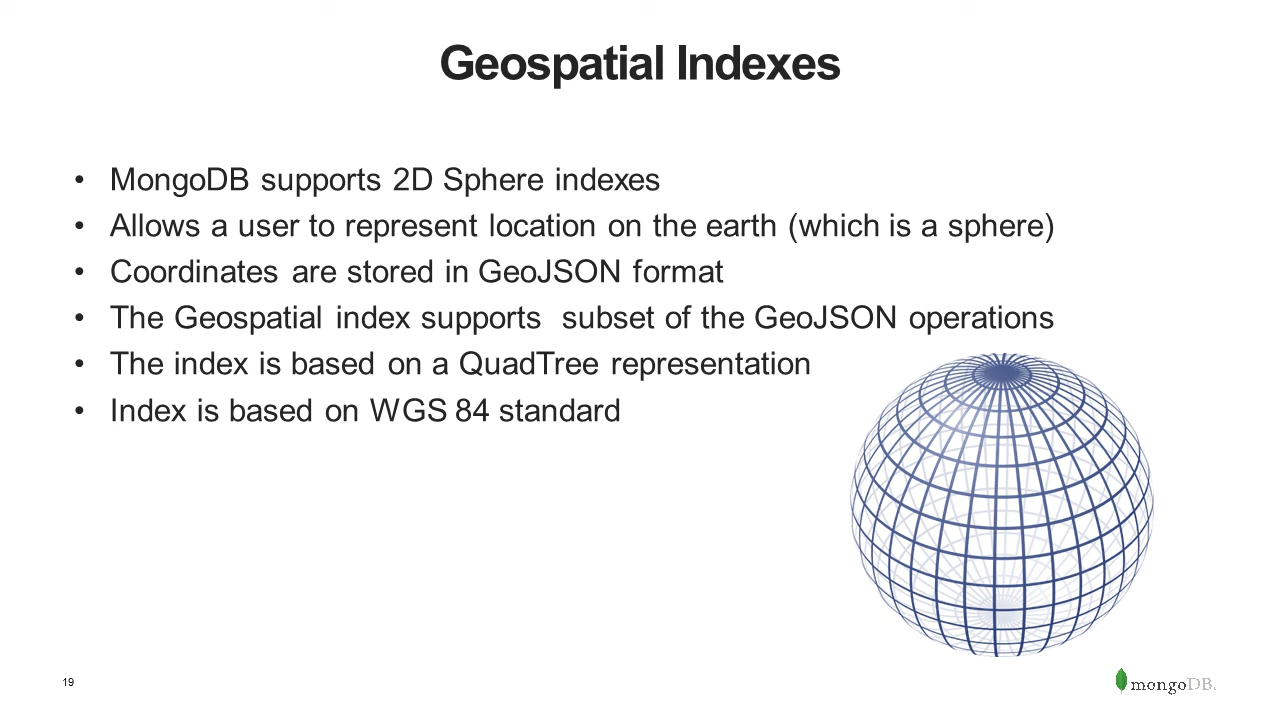 Geospatial Indexes
• MongoDB supports 2D Sphere indexes
• Allows a user to represent location on the earth (which is a sphere)
• Coordinates are stored in GeoJSON format
• The Geospatial index supports  subset of the GeoJSON operations
• The index is based on a QuadTree representation
• Index is based on WGS 84 standard
19
mongoDB.